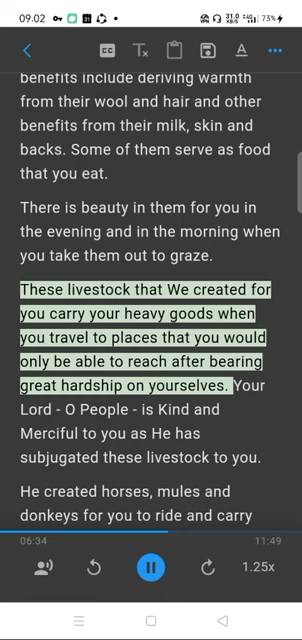 09.02
31.0 KB/S
4G
73%
CC
benefits include deriving warmth
from their wool and hair and other
benefits from their milk, skin and
backs. Some of them serve as food
that you eat.
There is beauty in them for you in
the evening and in the morning when
you take them out to graze.
These livestock that We created for
you carry your heavy goods when
you travel to places that you would
only be able to reach after bearing
great hardship on yourselves. Your
Lord - O People - is Kind and
Merciful to you as He has
subjugated these livestock to you.
He created horses, mules and
donkeys for you to ride and carry
06:34
11:49
1.25x